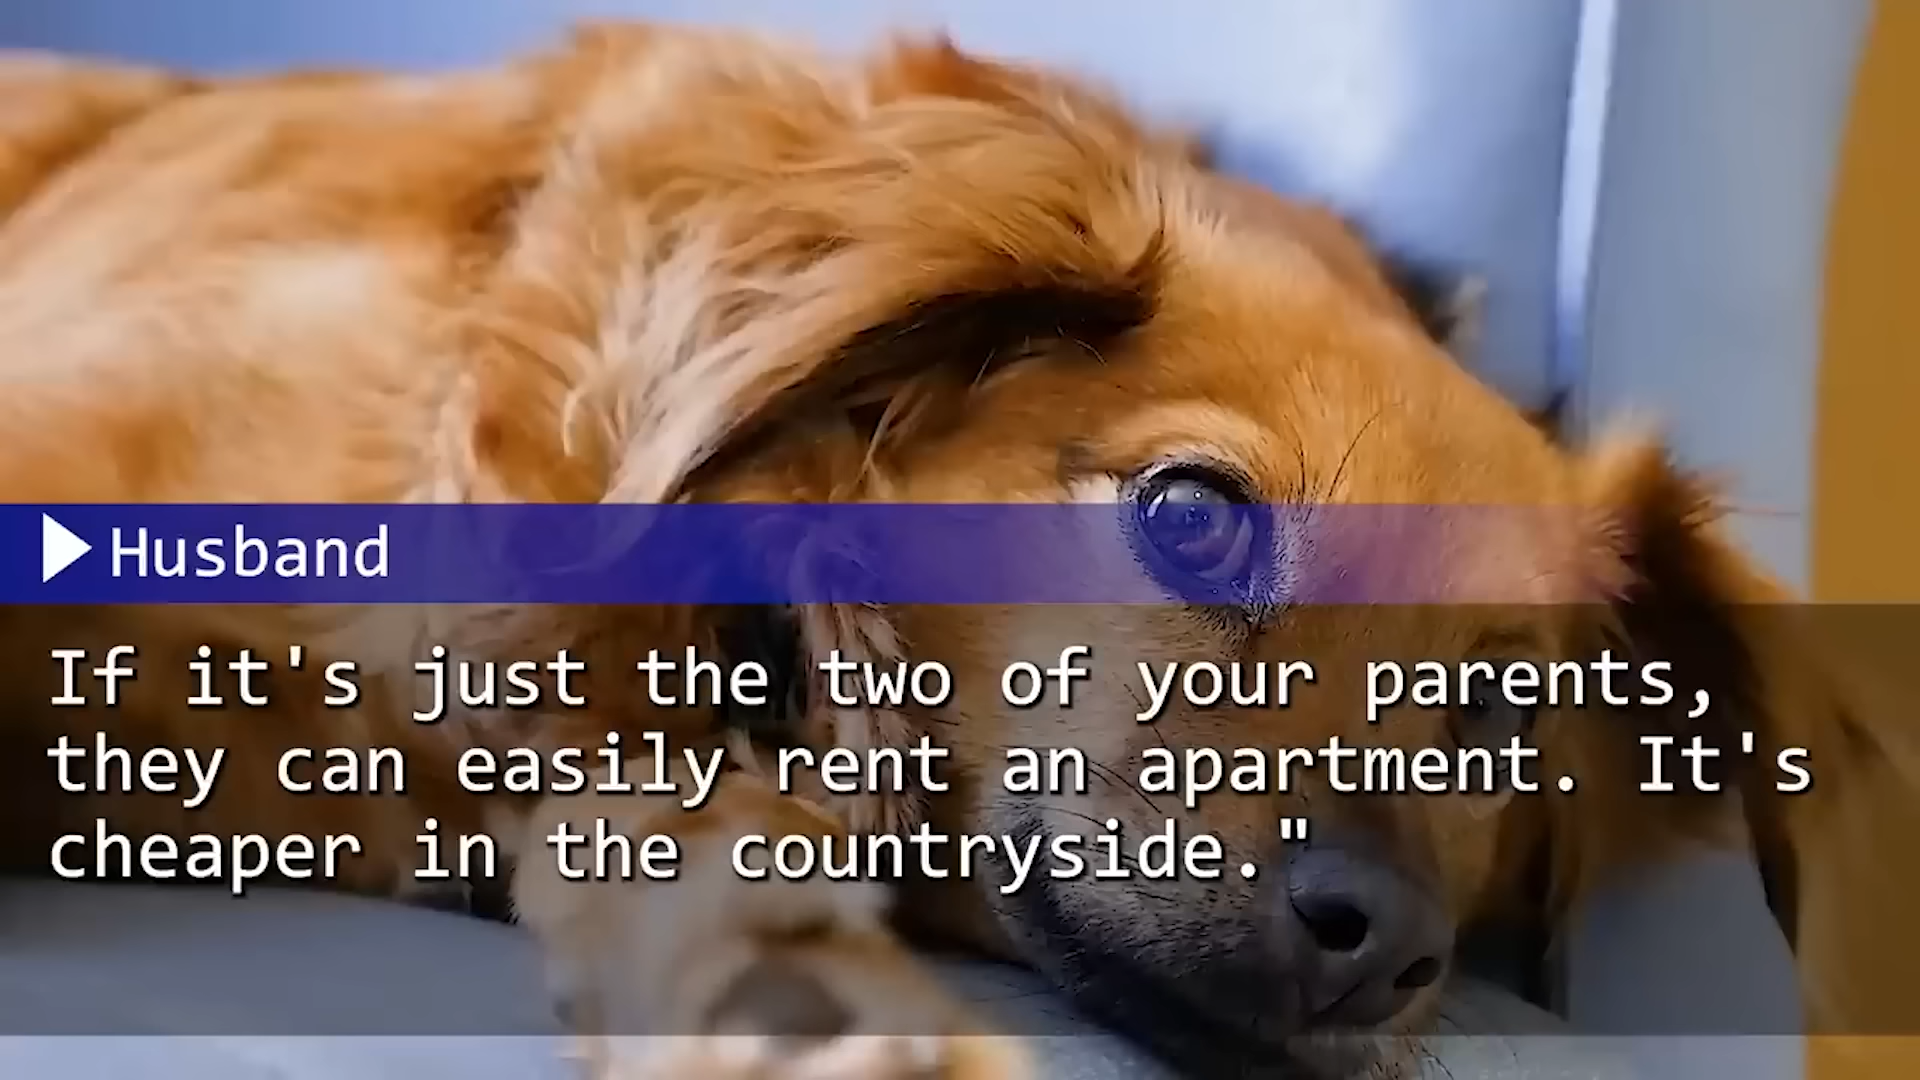 Husband
If it's just the two of your parents,
they can easily rent an apartment. It's
cheaper in the countryside."